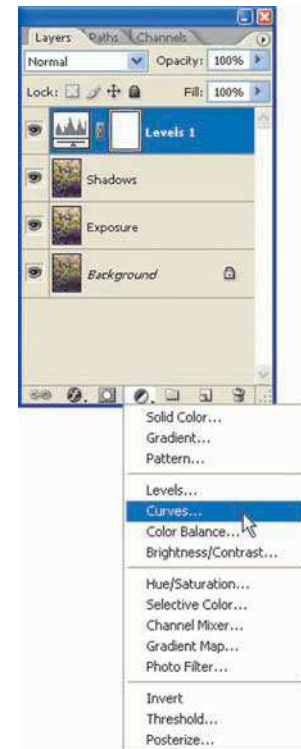 Layers Paths Channels
Normal Opacity: 100%
Lock: Fill: 100%
Levels 1
Shadows
Exposure
Background
Solid Color...
Gradient...
Pattern...
Levels...
Curves...
Color Balance...
Brightness/Contrast...
Hue/Saturation...
Selective Color...
Channel Mixer...
Gradient Map...
Photo Filter...
Invert
Threshold...
Posterize...